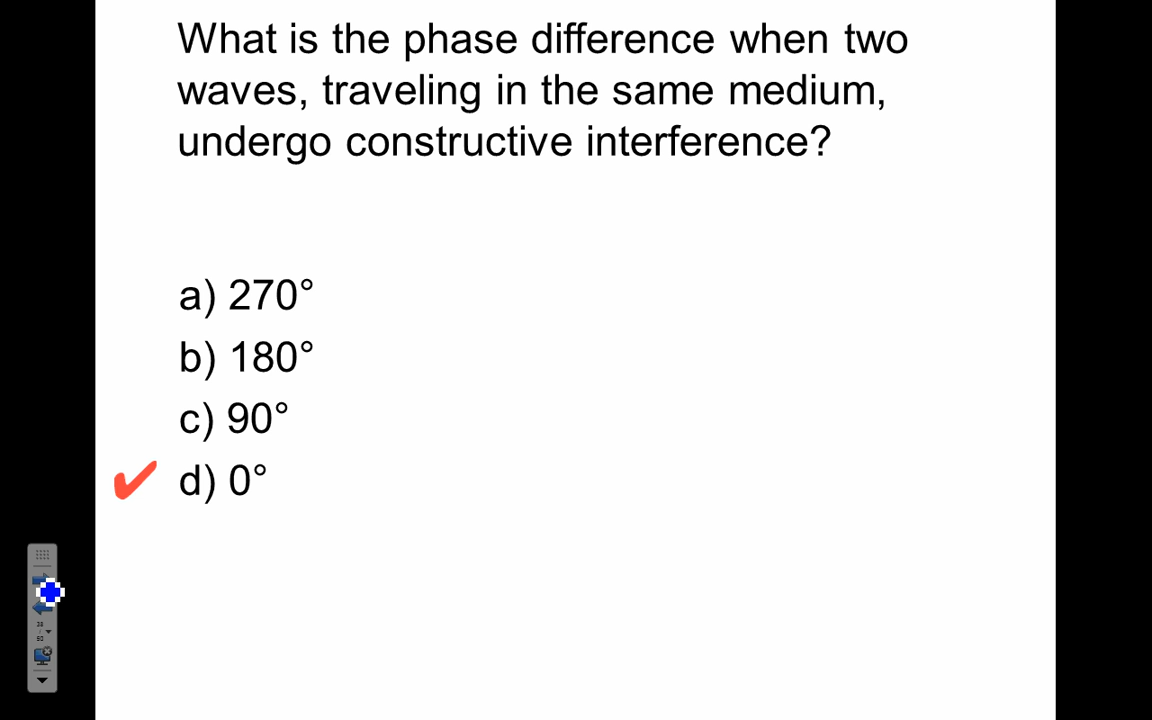 What is the phase difference when two
waves, traveling in the same medium,
undergo constructive interference?
a) 270°
b) 180°
c) 90°
d) 0°